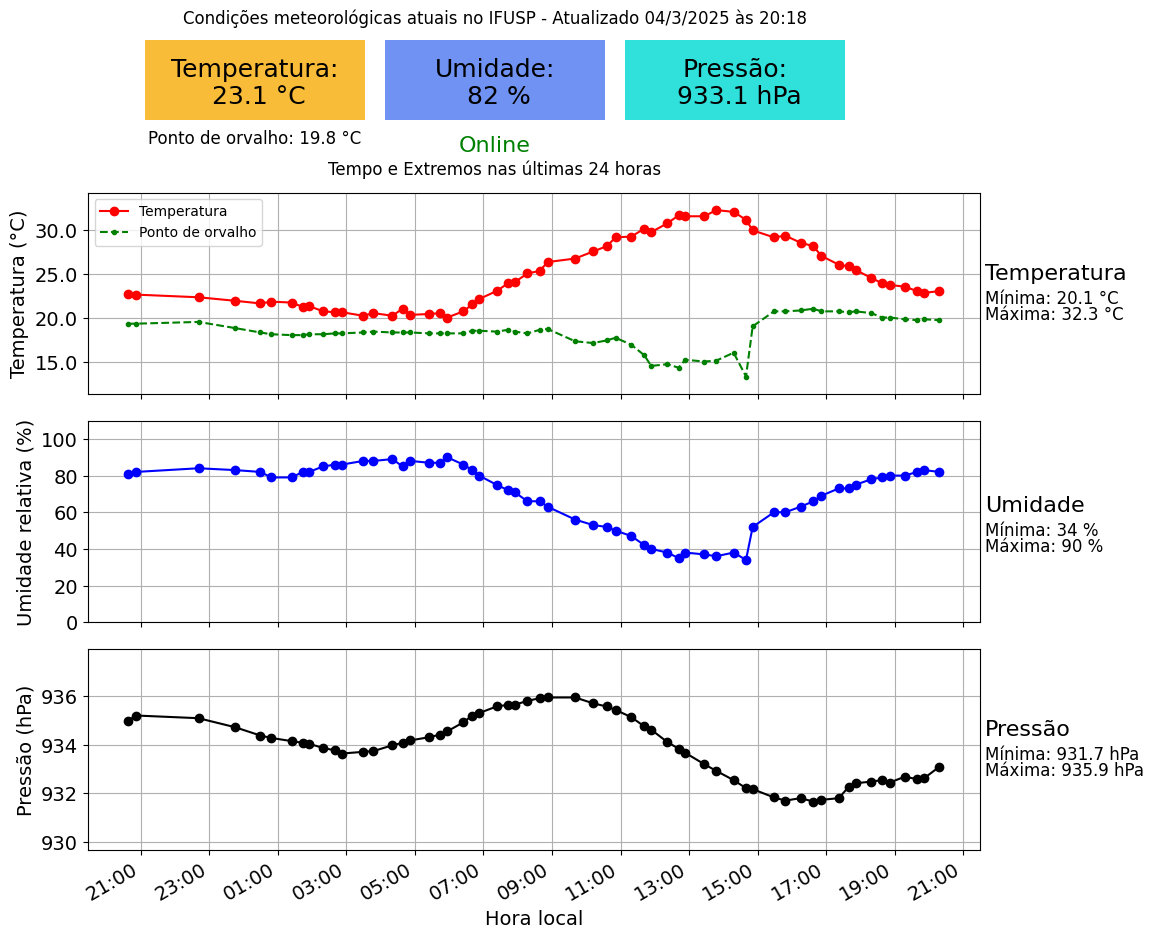 Condições meteorológicas atuais no IFUSP - Atualizado 04/3/2025 às 20:18
Temperatura:
23.1 °C
Umidade:
82 %
Pressão:
933.1 hPa
Ponto de orvalho: 19.8 °C
Online
Tempo e Extremos nas últimas 24 horas
Temperatura
Ponto de orvalho
Temperatura (°C)
30.0
25.0
20.0
15.0
Temperatura
Mínima: 20.1 °C
Máxima: 32.3 °C
Umidade relativa (%)
100
80
60
40
20
0
Umidade
Mínima: 34 %
Máxima: 90 %
Pressão (hPa)
936
934
932
930
Pressão
Mínima: 931.7 hPa
Máxima: 935.9 hPa
21:00
23:00
01:00
03:00
05:00
07:00
09:00
11:00
13:00
15:00
17:00
19:00
21:00
Hora local